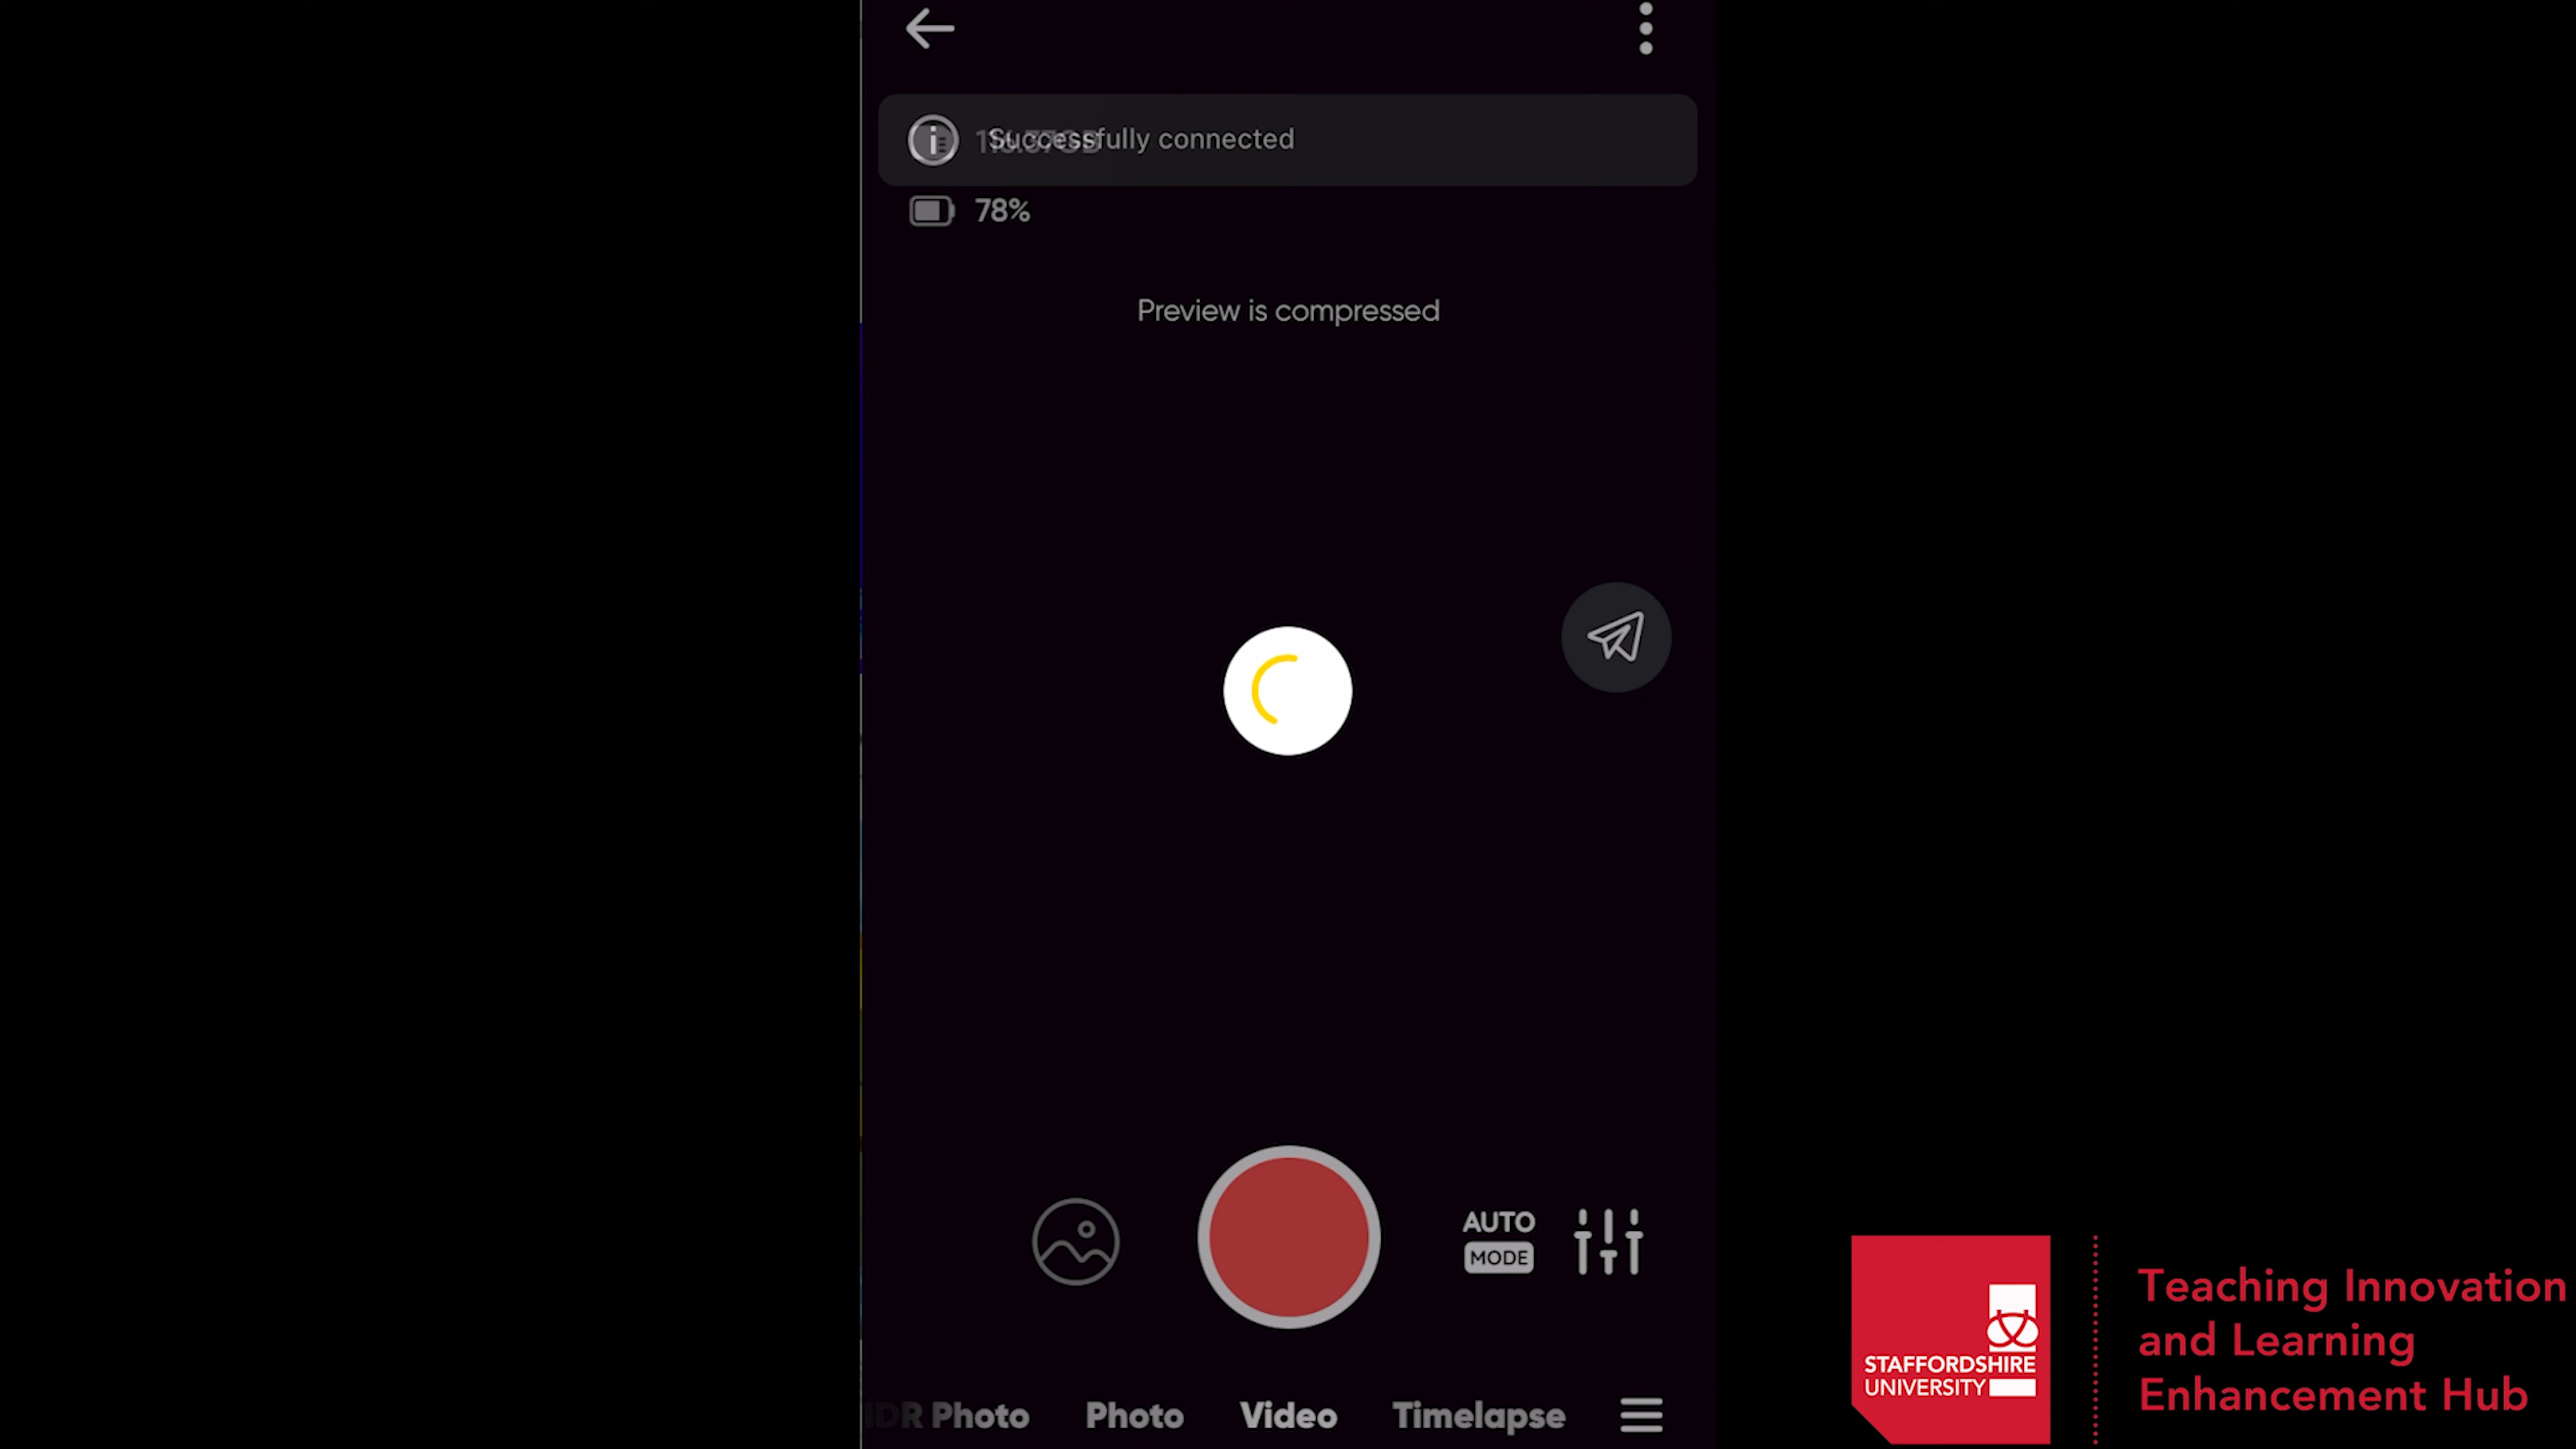 Successfully connected
78%
Preview is compressed
AUTO
MODE
Photo
Photo
Video
Timelapse
STAFFORDSHIRE
UNIVERSITY
Teaching Innovation
and Learning
Enhancement Hub